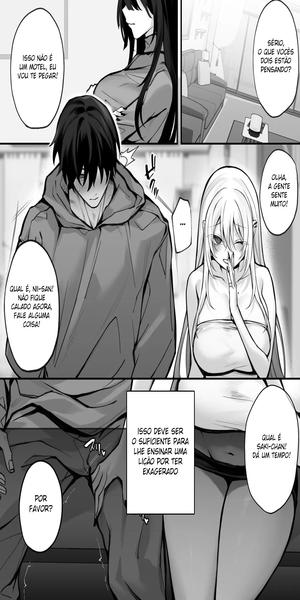 SÉRIO,
O QUE
VOCÊS
DOIS ESTÃO
PENSANDO?
ISSO NÃO É
UM MOTEL, EU
VOU TE PEGAR!
OLHA,
A GENTE
SENTE
MUITO!
...
QUAL É, NII-SAN!
NÃO FIQUE
CALADO AGORA,
FALE ALGUMA
COISA!
QUAL É
SAKI-CHAN!
DÁ UM TEMPO!
ISSO DEVE SER
O SUFICIENTE PARA
LHE ENSINAR UMA
LIÇÃO POR TER
EXAGERADO
POR
FAVOR?